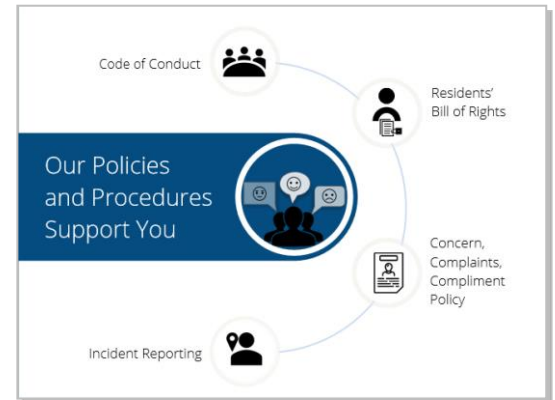 Code of Conduct
Residents'
Bill of Rights
Our Policies
and Procedures
Support You
Concern,
Complaints,
Compliment
Policy
Incident Reporting